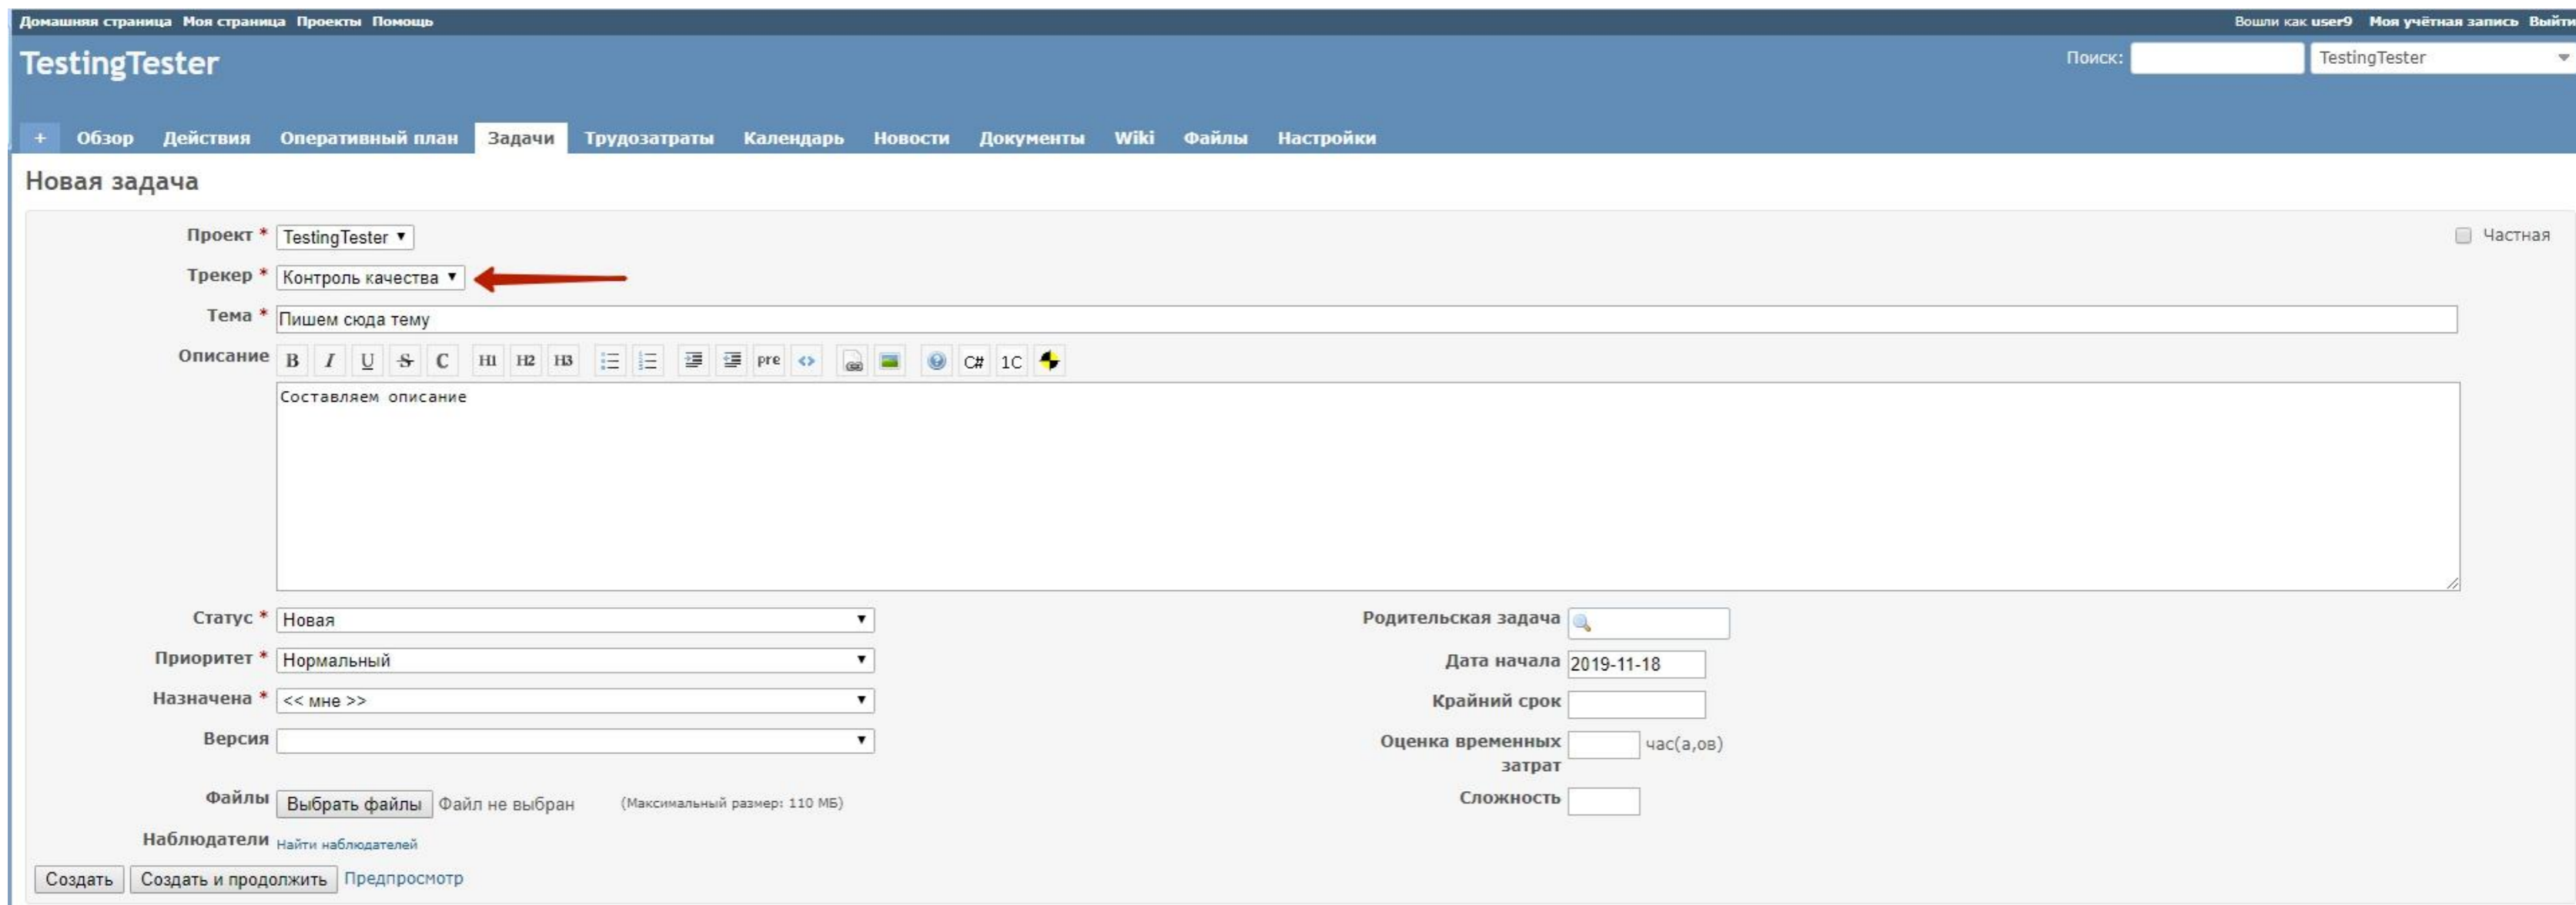 Домашняя страница Моя страница Проекты Помощь Вошли как user9 Моя учётная запись Выйти
TestingTester Поиск: TestingTester
+ Обзор Действия Оперативный план Задачи Трудозатраты Календарь Новости Документы Wiki Файлы Настройки
Новая задача
Проект * TestingTester Частная
Трекер * Контроль качества
Тема * Пишем сюда тему
Описание B I U S C H1 H2 H3 pre <> C# 1C
Составляем описание
Статус * Новая Родительская задача
Приоритет * Нормальный Дата начала 2019-11-18
Назначена * << мне >> Крайний срок
Версия Оценка временных час(а,ов)
затрат
Файлы Выбрать файлы Файл не выбран (Максимальный размер: 110 МБ) Сложность
Наблюдатели Найти наблюдателей
Создать Создать и продолжить Предпросмотр